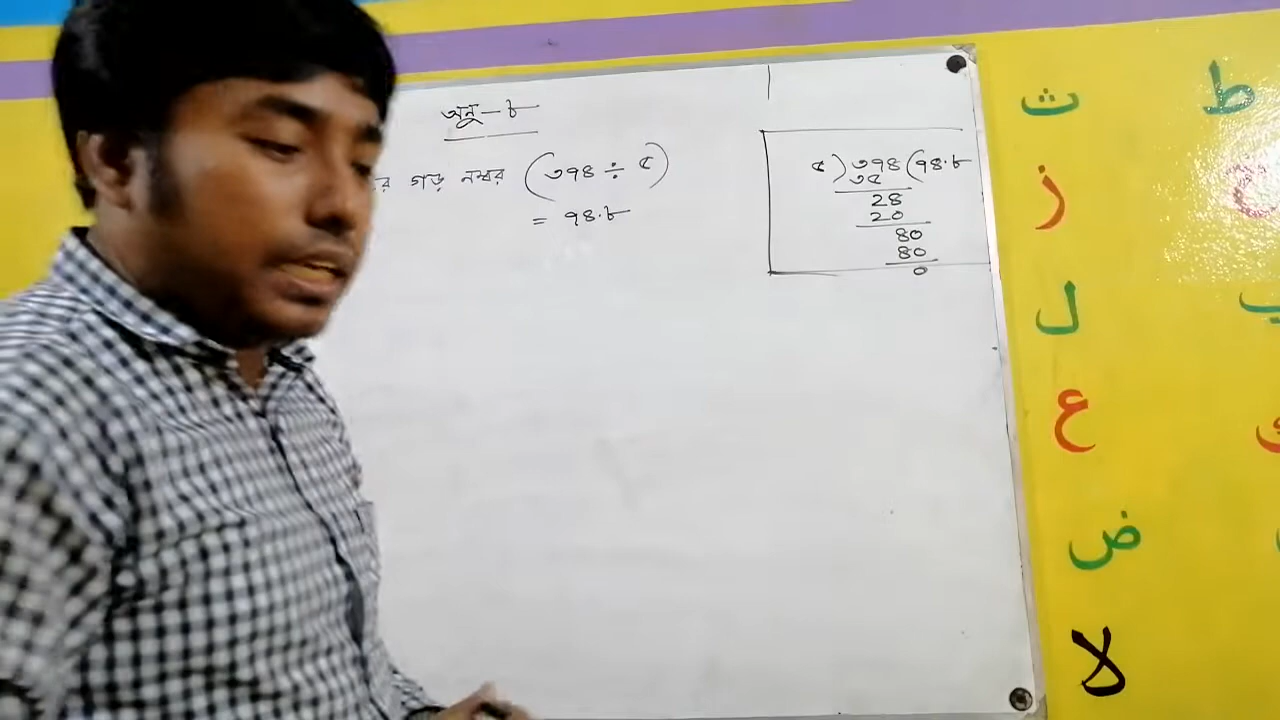 অনু-৮
গড় নম্বর (৩৭৪ ÷ ৫)
= ৭৪.৮
৫) ৩৭৪ (৭৪.৮
৩৫
২৪
২০
৪০
৪০
০
ث ط
ز
ل
ع
ض
لا